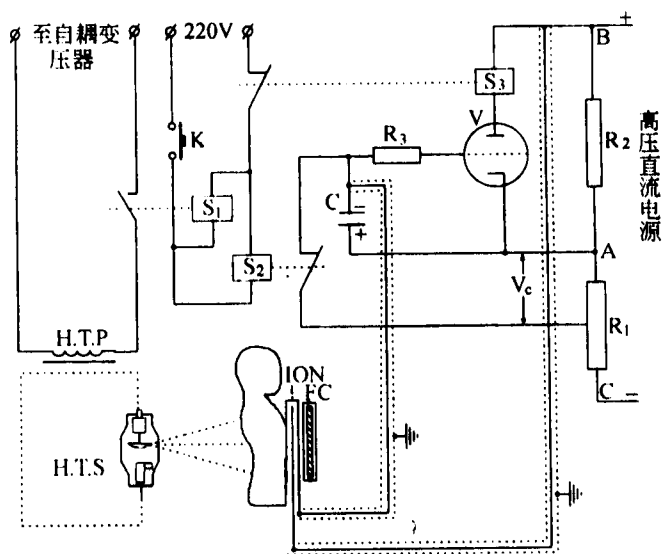 至自耦变
压器
220V
B
+
S₃
K
V
R₃
R₂
高压直流电源
C
−
+
S₁
A
S₂
V꜀
R₁
H.T.P
C
−
ION
FC
H.T.S